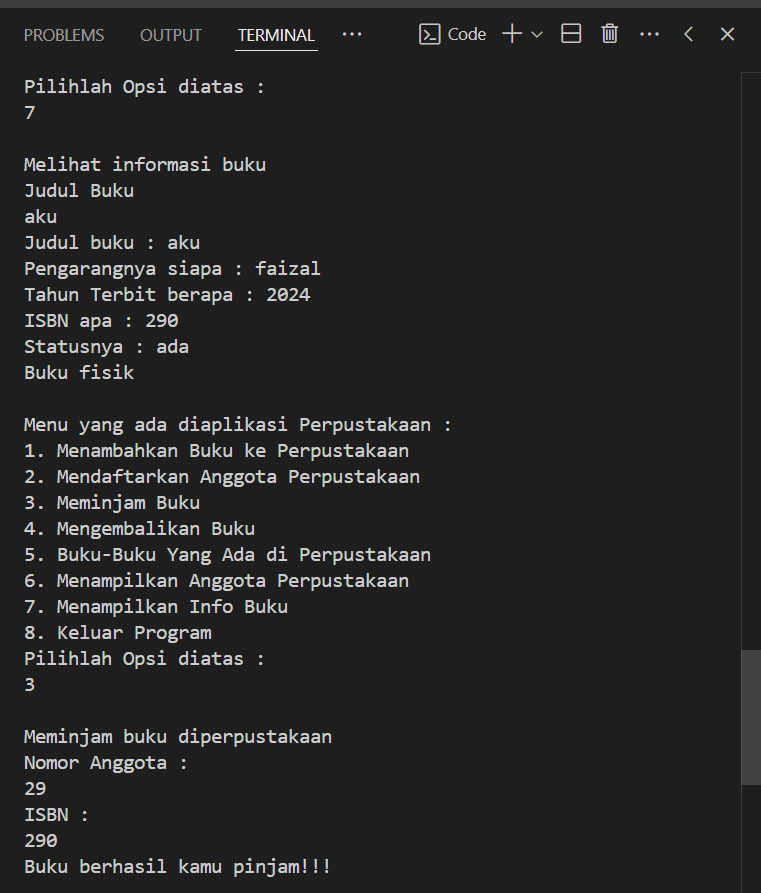 PROBLEMS OUTPUT TERMINAL ... Code
Pilihlah Opsi diatas :
7
Melihat informasi buku
Judul Buku
aku
Judul buku : aku
Pengarangnya siapa : faizal
Tahun Terbit berapa : 2024
ISBN apa : 290
Statusnya : ada
Buku fisik
Menu yang ada diaplikasi Perpustakaan :
1. Menambahkan Buku ke Perpustakaan
2. Mendaftarkan Anggota Perpustakaan
3. Meminjam Buku
4. Mengembalikan Buku
5. Buku-Buku Yang Ada di Perpustakaan
6. Menampilkan Anggota Perpustakaan
7. Menampilkan Info Buku
8. Keluar Program
Pilihlah Opsi diatas :
3
Meminjam buku diperpustakaan
Nomor Anggota :
29
ISBN :
290
Buku berhasil kamu pinjam!!!